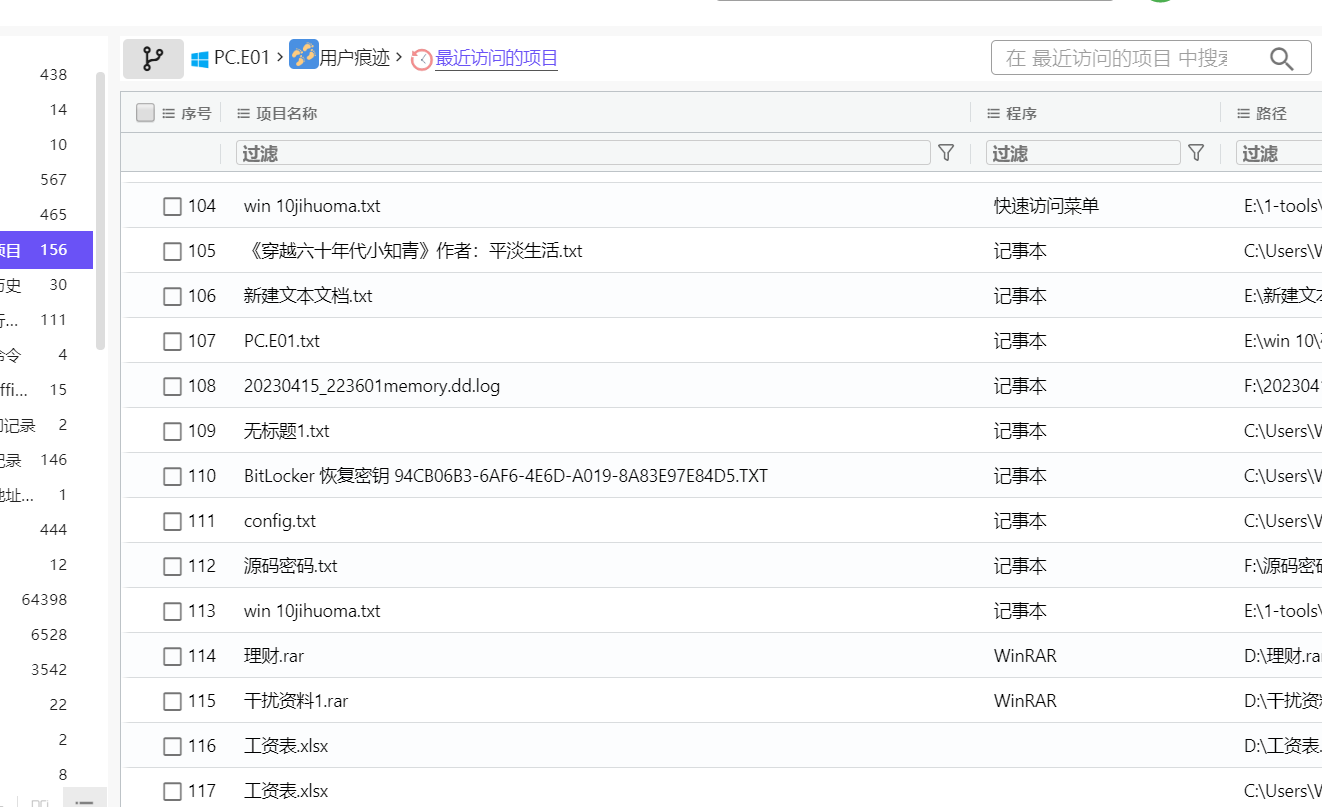 PC.E01 > 用户痕迹 > 最近访问的项目
在 最近访问的项目 中搜索
序号 项目名称 程序 路径
过滤 过滤 过滤
104 win 10jihuoma.txt 快速访问菜单 E:\1-tools\
105 《穿越六十年代小知青》作者：平淡生活.txt 记事本 C:\Users\W
106 新建文本文档.txt 记事本 E:\新建文本
107 PC.E01.txt 记事本 E:\win 10\
108 20230415_223601memory.dd.log 记事本 F:\2023041
109 无标题1.txt 记事本 C:\Users\W
110 BitLocker 恢复密钥 94CB06B3-6AF6-4E6D-A019-8A83E97E84D5.TXT 记事本 C:\Users\W
111 config.txt 记事本 C:\Users\W
112 源码密码.txt 记事本 F:\源码密码
113 win 10jihuoma.txt 记事本 E:\1-tools\
114 理财.rar WinRAR D:\理财.ra
115 干扰资料1.rar WinRAR D:\干扰资料
116 工资表.xlsx D:\工资表.
117 工资表.xlsx C:\Users\W
438
14
10
567
465
项目 156
历史 30
行... 111
命令 4
ffi... 15
问记录 2
记录 146
地址... 1
444
12
64398
6528
3542
22
2
8